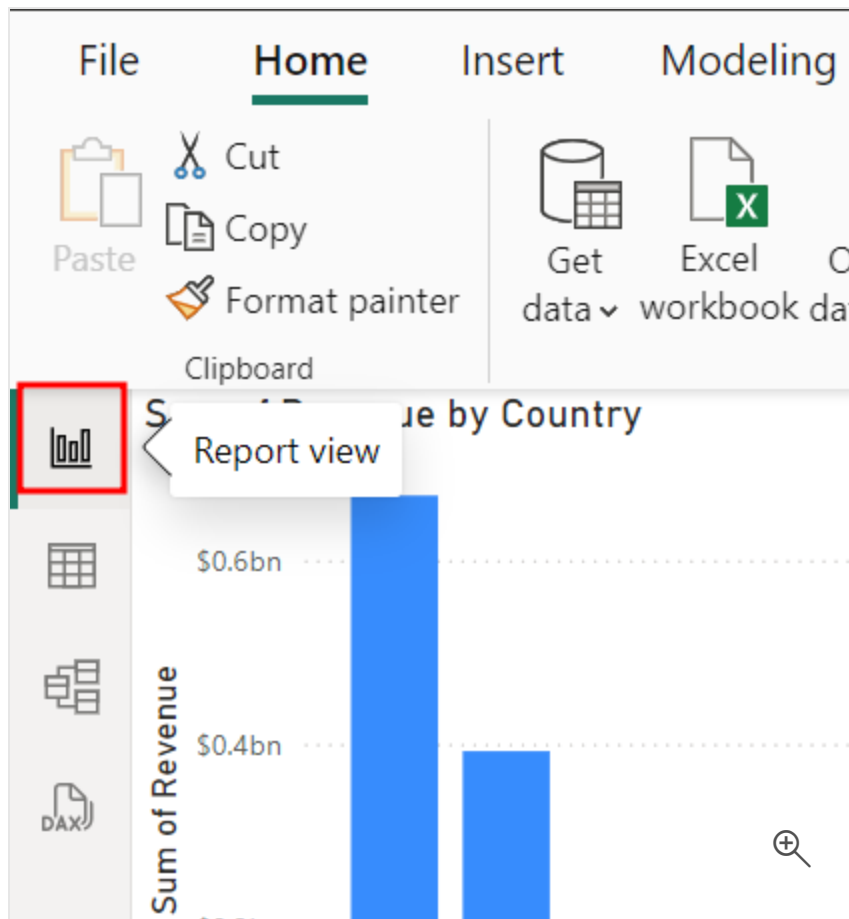 File Home Insert Modeling
Cut
Copy
Paste
Format painter
Get data
Excel workbook
Clipboard
Report view
by Country
$0.6bn
$0.4bn
Sum of Revenue
DAX